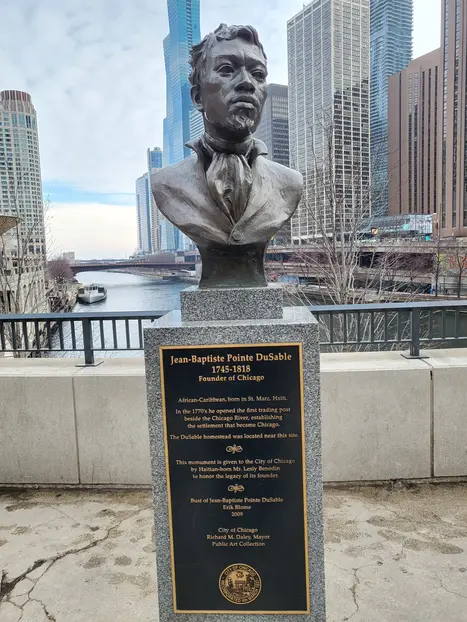 Jean-Baptiste Pointe DuSable
1745-1818
Founder of Chicago
African-Caribbean, born in St. Marz, Haiti.
In the 1770's he opened the first trading post
beside the Chicago River, establishing
the settlement that became Chicago.
The DuSable homestead was located near this site.
This monument is given to the City of Chicago
by Haitian-born Mr. Lesly Benodin
to honor the legacy of its founder.
Bust of Jean-Baptiste Pointe DuSable
Erik Blome
2009
City of Chicago
Richard M. Daley, Mayor
Public Art Collection